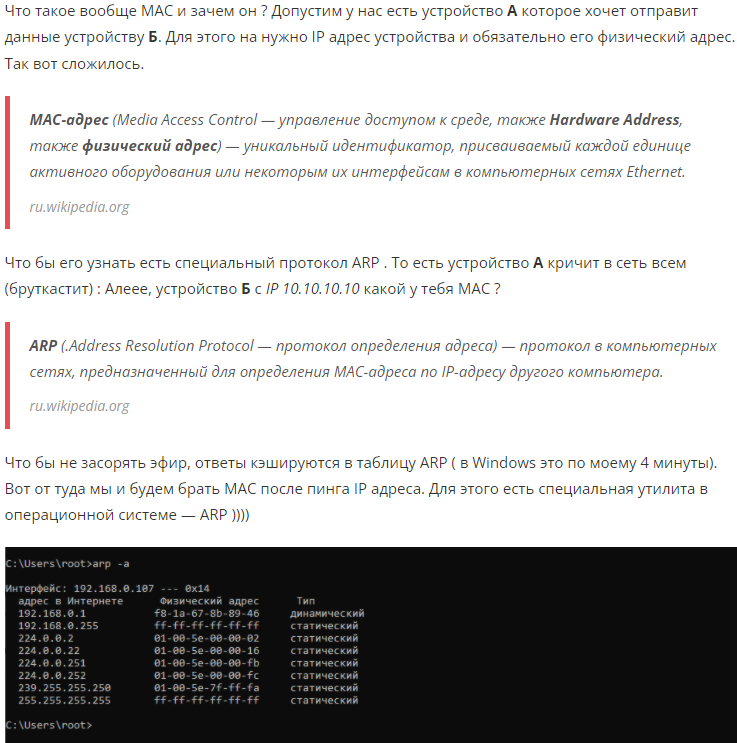 Что такое вообще MAC и зачем он ? Допустим у нас есть устройство А которое хочет отправит
данные устройству Б. Для этого на нужно IP адрес устройства и обязательно его физический адрес.
Так вот сложилось.
MAC-адрес (Media Access Control — управление доступом к среде, также Hardware Address,
также физический адрес) — уникальный идентификатор, присваиваемый каждой единице
активного оборудования или некоторым их интерфейсам в компьютерных сетях Ethernet.
ru.wikipedia.org
Что бы его узнать есть специальный протокол ARP . То есть устройство А кричит в сеть всем
(бруткастит) : Алеее, устройство Б с IP 10.10.10.10 какой у тебя MAC ?
ARP (.Address Resolution Protocol — протокол определения адреса) — протокол в компьютерных
сетях, предназначенный для определения MAC-адреса по IP-адресу другого компьютера.
ru.wikipedia.org
Что бы не засорять эфир, ответы кэшируются в таблицу ARP ( в Windows это по моему 4 минуты).
Вот от туда мы и будем брать MAC после пинга IP адреса. Для этого есть специальная утилита в
операционной системе — ARP ))))
C:\Users\root>arp -a
Интерфейс: 192.168.0.107 --- 0x14
адрес в Интернете Физический адрес Тип
192.168.0.1 f8-1a-67-8b-89-46 динамический
192.168.0.255 ff-ff-ff-ff-ff-ff статический
224.0.0.2 01-00-5e-00-00-02 статический
224.0.0.22 01-00-5e-00-00-16 статический
224.0.0.251 01-00-5e-00-00-fb статический
224.0.0.252 01-00-5e-00-00-fc статический
239.255.255.250 01-00-5e-7f-ff-fa статический
255.255.255.255 ff-ff-ff-ff-ff-ff статический
C:\Users\root>